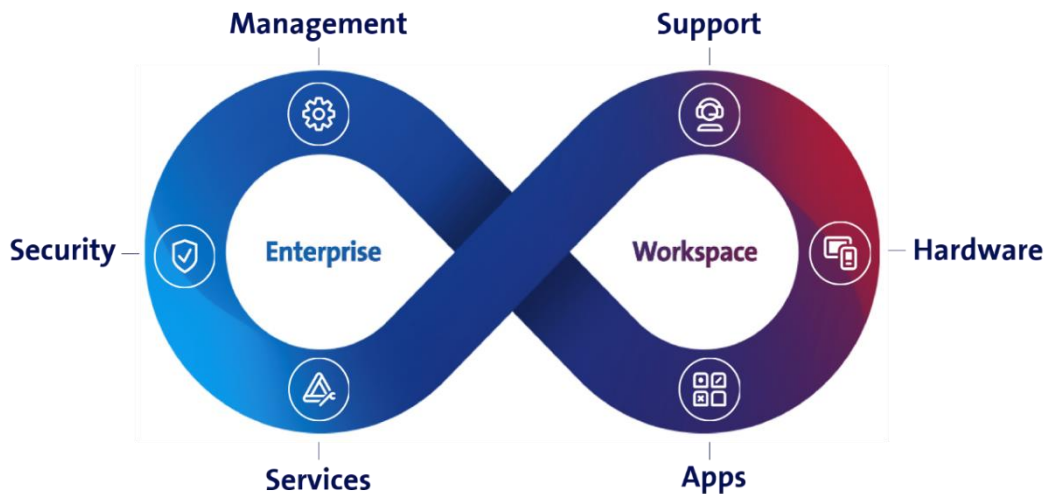 Management
Support
Security
Enterprise
Workspace
Hardware
Services
Apps